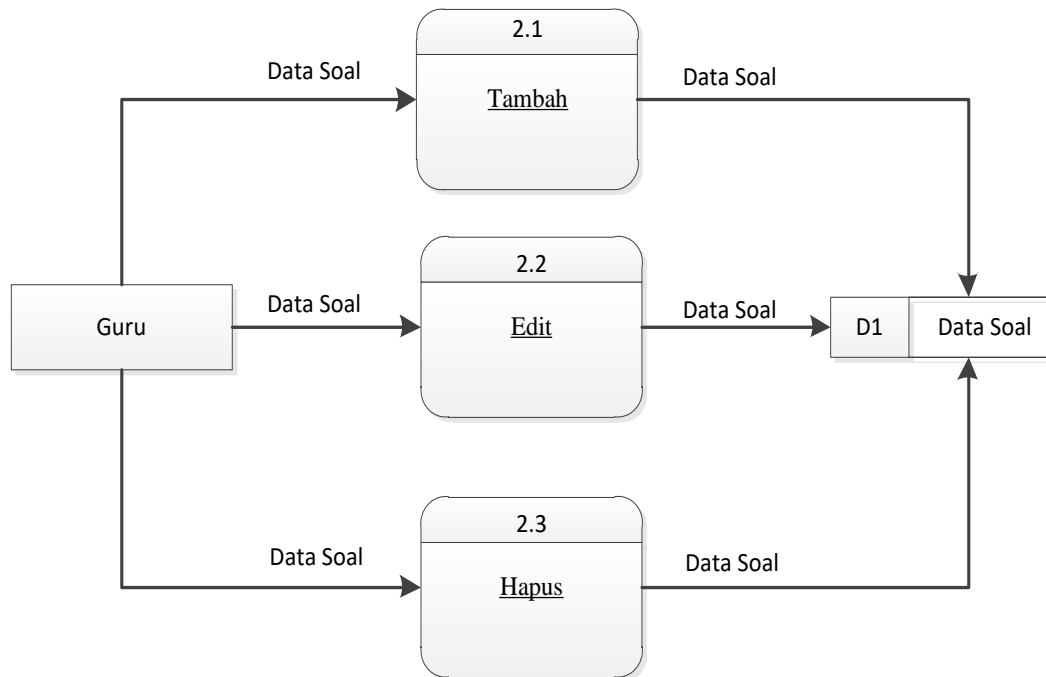 2.1
Data Soal
Tambah
Data Soal
2.2
Guru
Data Soal
Edit
Data Soal
D1
Data Soal
2.3
Data Soal
Hapus
Data Soal